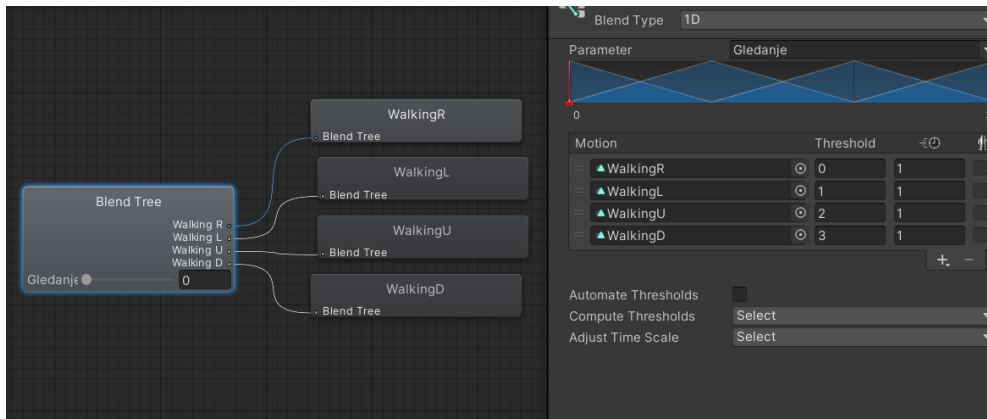 Blend Tree
Walking R
Walking L
Walking U
Walking D
Gledanje
0
WalkingR
Blend Tree
WalkingL
Blend Tree
WalkingU
Blend Tree
WalkingD
Blend Tree
Blend Type 1D
Parameter Gledanje
0
Motion Threshold
WalkingR 0 1
WalkingL 1 1
WalkingU 2 1
WalkingD 3 1
+ −
Automate Thresholds
Compute Thresholds Select
Adjust Time Scale Select